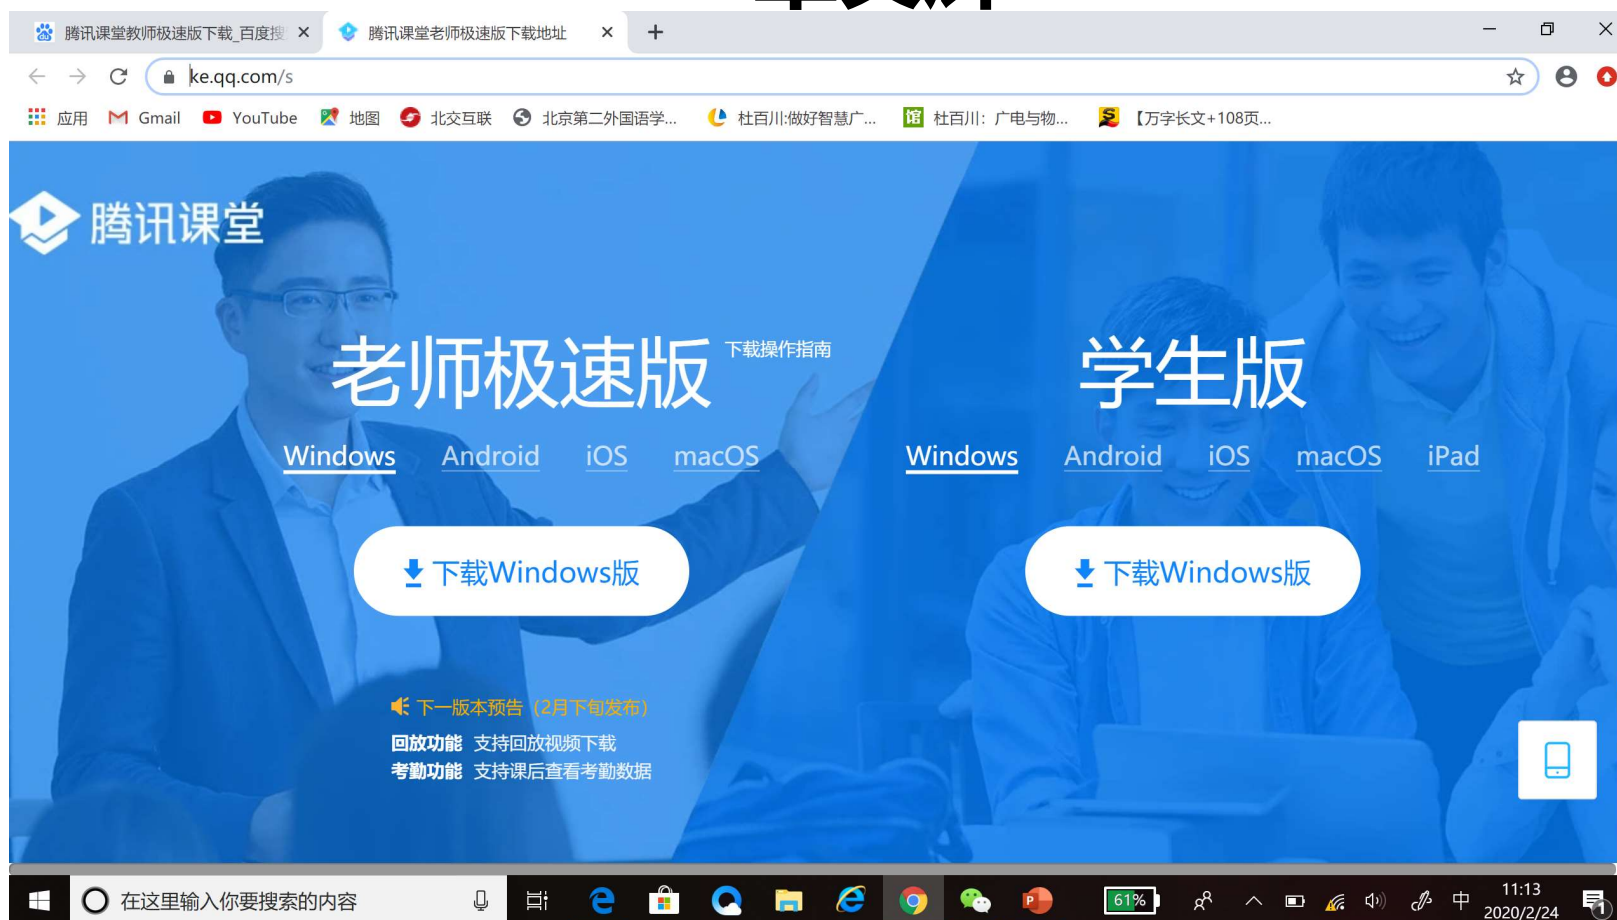 腾讯课堂教师极速版下载_百度搜
腾讯课堂老师极速版下载地址
ke.qq.com/s
应用 Gmail YouTube 地图 北交互联 北京第二外国语学... 杜百川:做好智慧广... 馆 杜百川：广电与物... 【万字长文+108页...
腾讯课堂
老师极速版 下载操作指南
Windows Android iOS macOS
下载Windows版
下一版本预告（2月下旬发布）
回放功能 支持回放视频下载
考勤功能 支持课后查看考勤数据
学生版
Windows Android iOS macOS iPad
下载Windows版
在这里输入你要搜索的内容
61%
中
11:13
2020/2/24
1